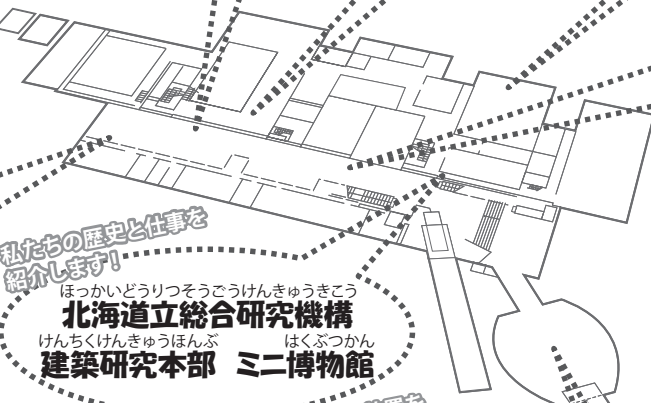 私たちの歴史と仕事を
紹介します！
ほっかいどうりつそうごうけんきゅうきこう
北海道立総合研究機構
けんちくけんきゅうほんぶ はくぶつかん
建築研究本部 ミニ博物館